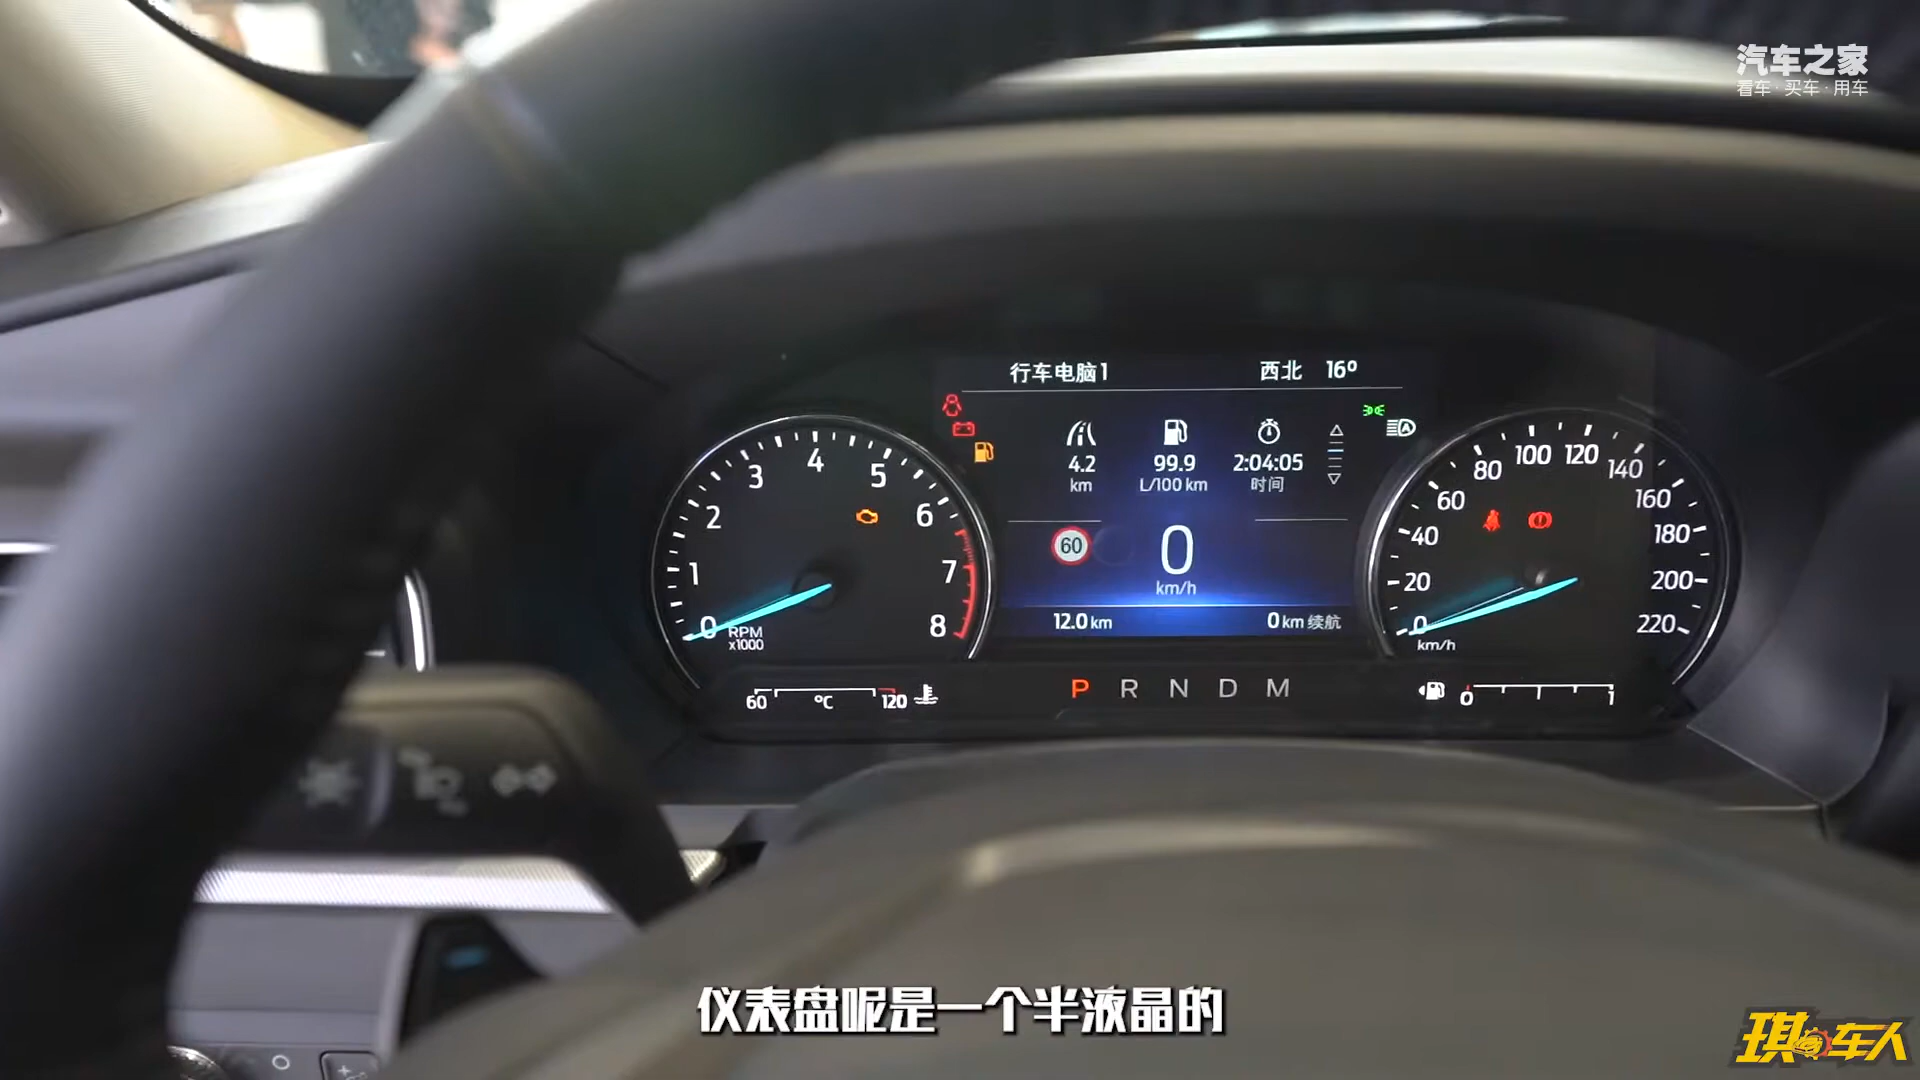 汽车之家
看车·买车·用车
行车电脑1 西北 16º
4.2 99.9 2:04:05
km L/100 km 时间
60 0
km/h
12.0 km 0 km 续航
0 1 2 3 4 5 6 7 8
RPM
x1000
0 20 40 60 80 100 120 140 160 180 200 220
km/h
60 °C 120
P R N D M
0 1
仪表盘呢是一个半液晶的
琪车人